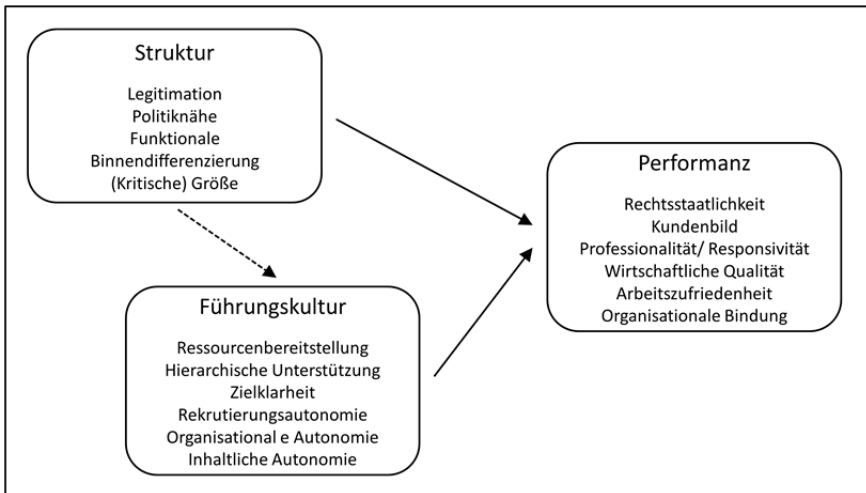 Struktur
Legitimation
Politiknähe
Funktionale
Binnendifferenzierung
(Kritische) Größe
Performanz
Rechtsstaatlichkeit
Kundenbild
Professionalität/ Responsivität
Wirtschaftliche Qualität
Arbeitszufriedenheit
Organisationale Bindung
Führungskultur
Ressourcenbereitstellung
Hierarchische Unterstützung
Zielklarheit
Rekrutierungsautonomie
Organisational e Autonomie
Inhaltliche Autonomie